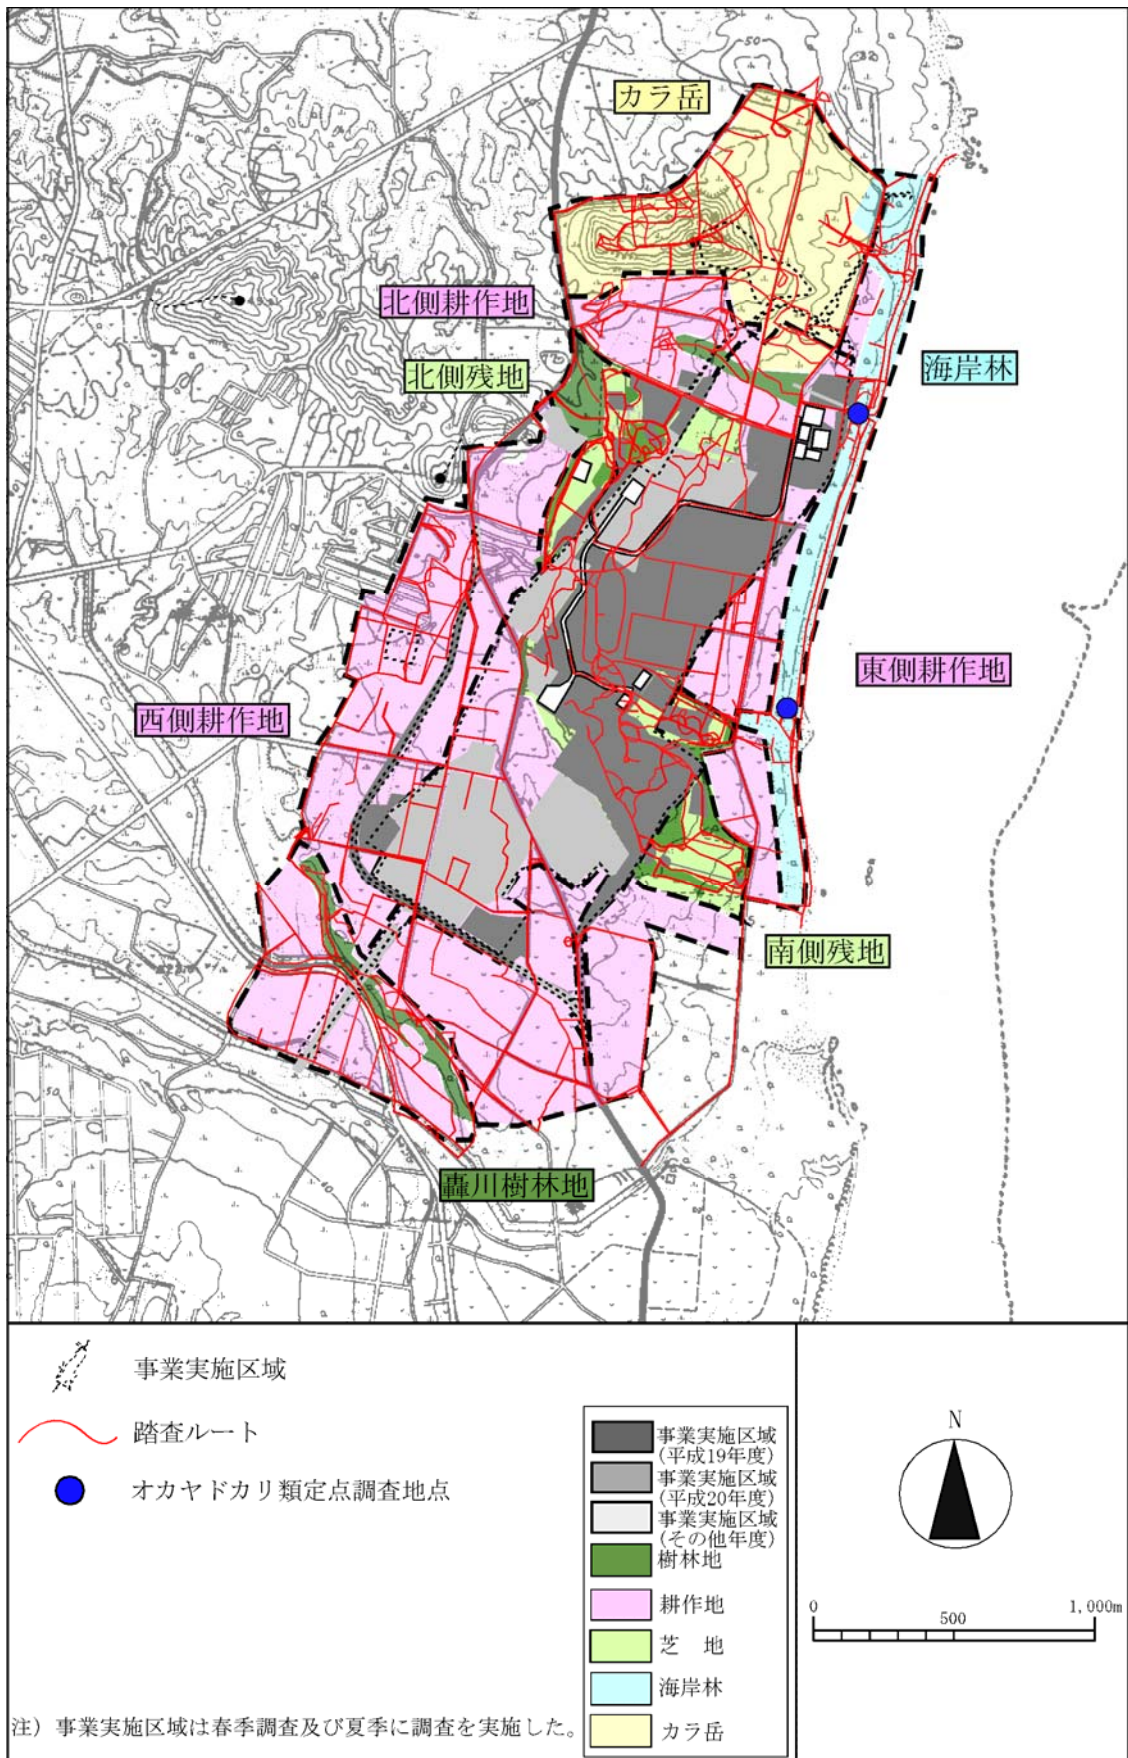 カラ岳
北側耕作地
北側残地
海岸林
東側耕作地
西側耕作地
南側残地
轟川樹林地
50
24
40
50
事業実施区域
踏査ルート
オカヤドカリ類定点調査地点
注）事業実施区域は春季調査及び夏季に調査を実施した。
事業実施区域
(平成19年度)
事業実施区域
(平成20年度)
事業実施区域
(その他年度)
樹林地
耕作地
芝　地
海岸林
カラ岳
N
0 500 1,000m